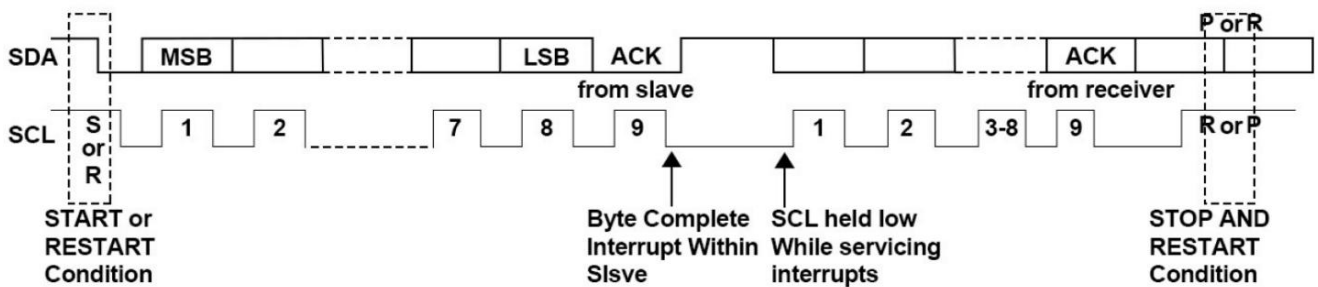 P or R
SDA MSB LSB ACK ACK
from slave from receiver
SCL S or R 1 2 7 8 9 1 2 3-8 9 R or P
START or
RESTART
Condition
Byte Complete
Interrupt Within
Slsve
SCL held low
While servicing
interrupts
STOP AND
RESTART
Condition